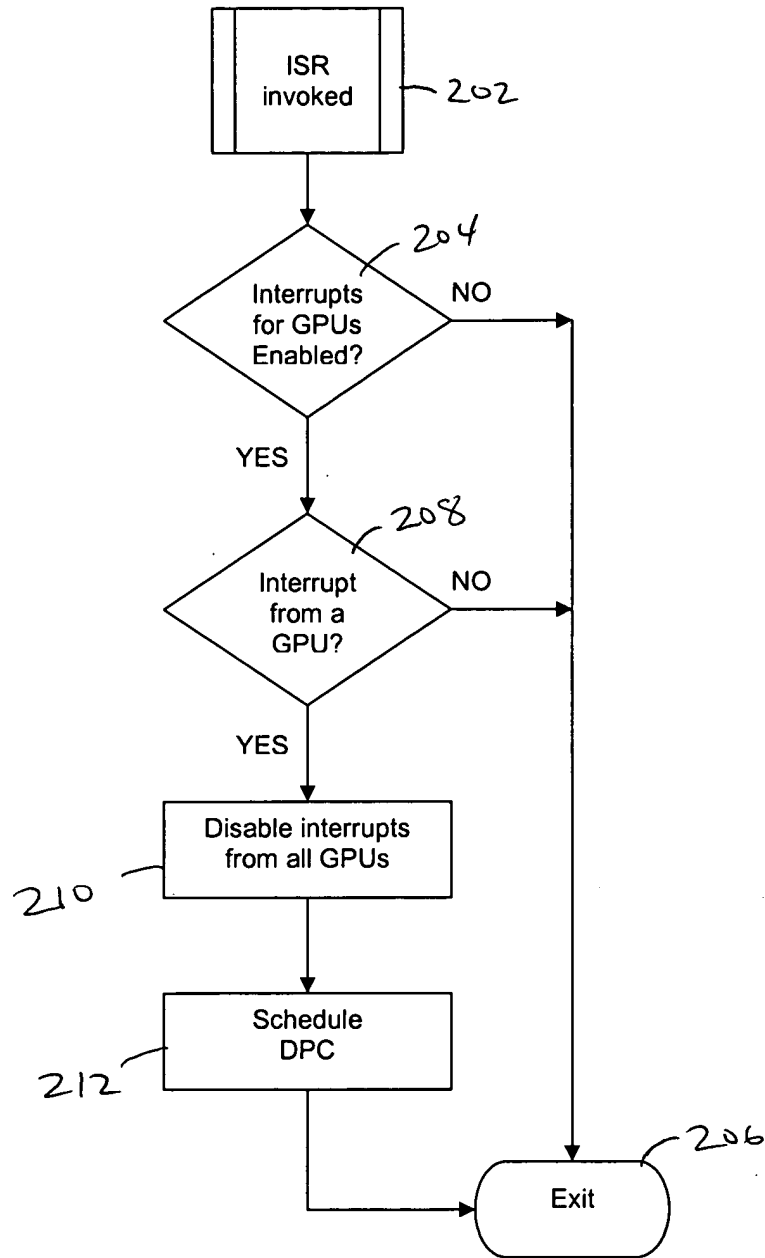 ISR
invoked
202
204
Interrupts
for GPUs
Enabled?
NO
YES
208
Interrupt
from a
GPU?
NO
YES
Disable interrupts
from all GPUs
210
Schedule
DPC
212
206
Exit